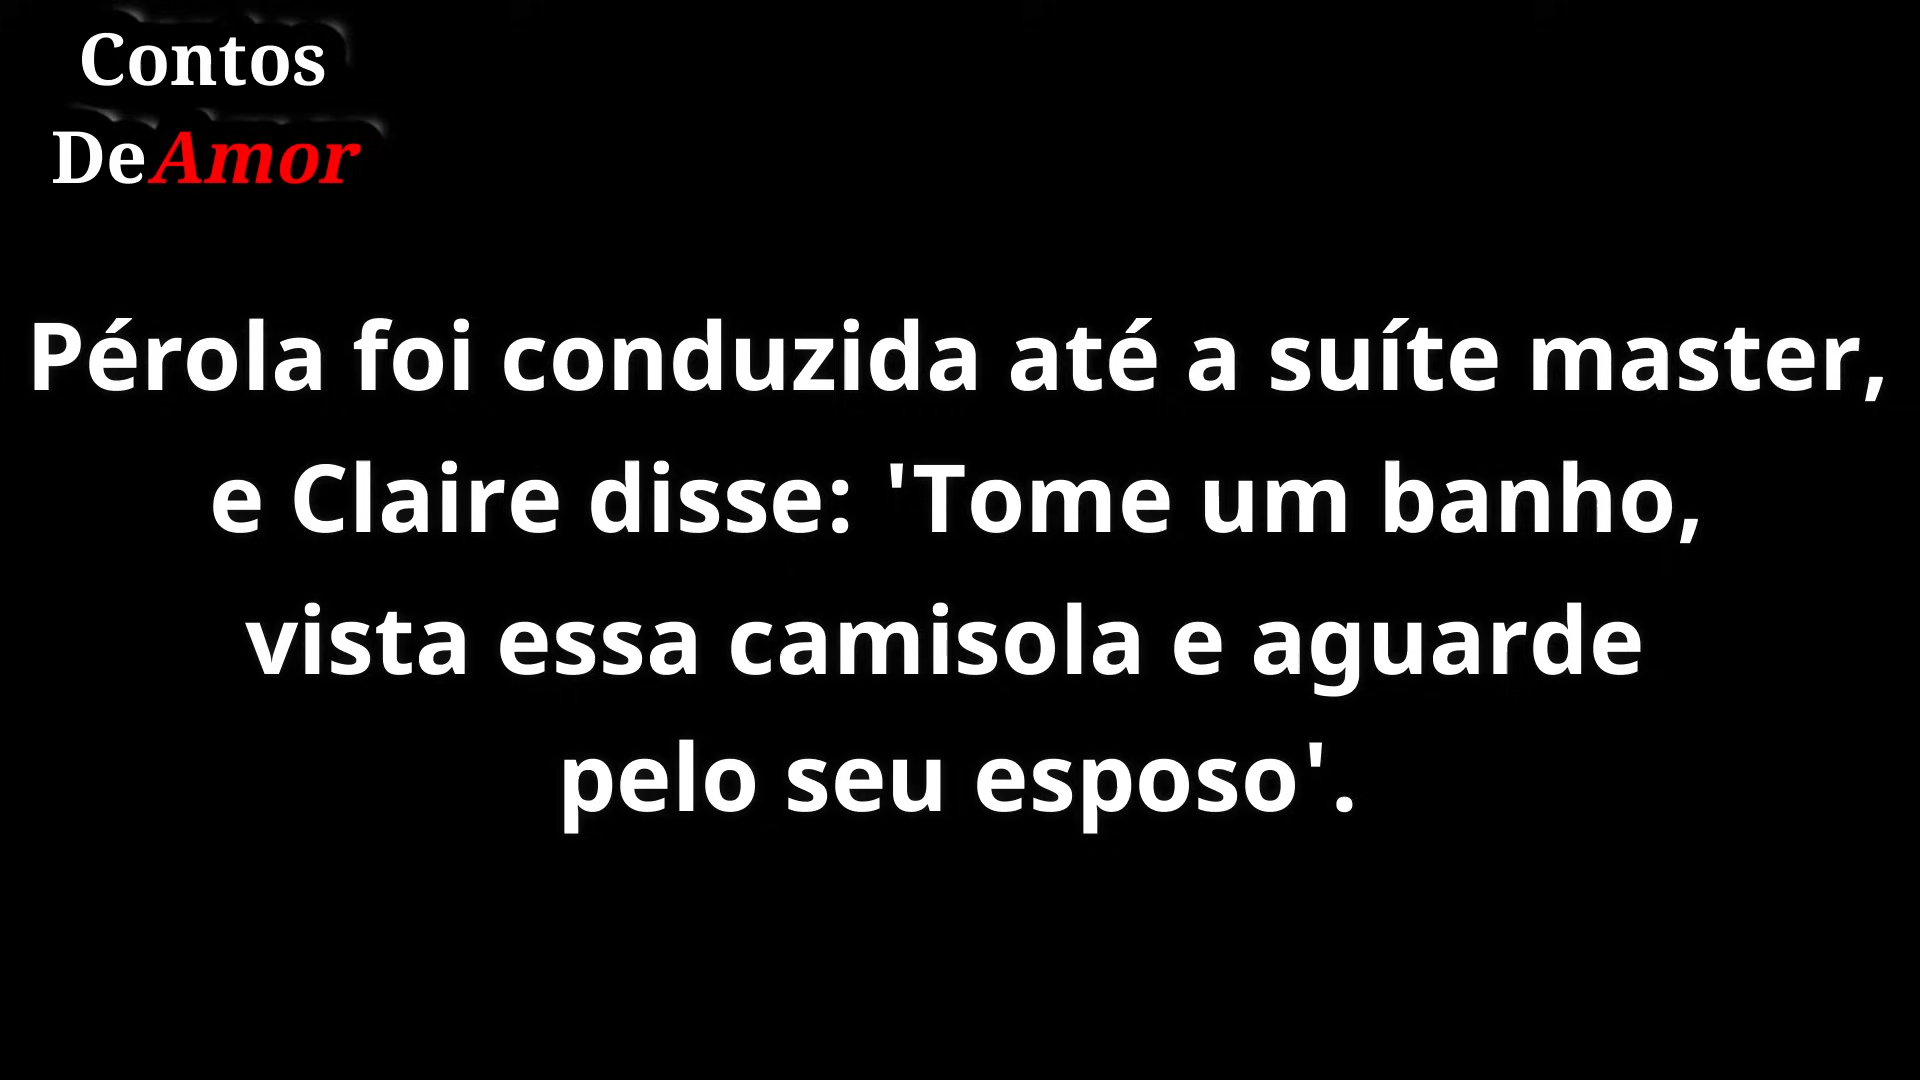 Contos
DeAmor
Pérola foi conduzida até a suíte master,
e Claire disse: 'Tome um banho,
vista essa camisola e aguarde
pelo seu esposo'.